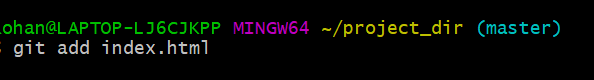 ohan@LAPTOP-LJ6CJKPP MINGW64 ~/project_dir (master)
$ git add index.html